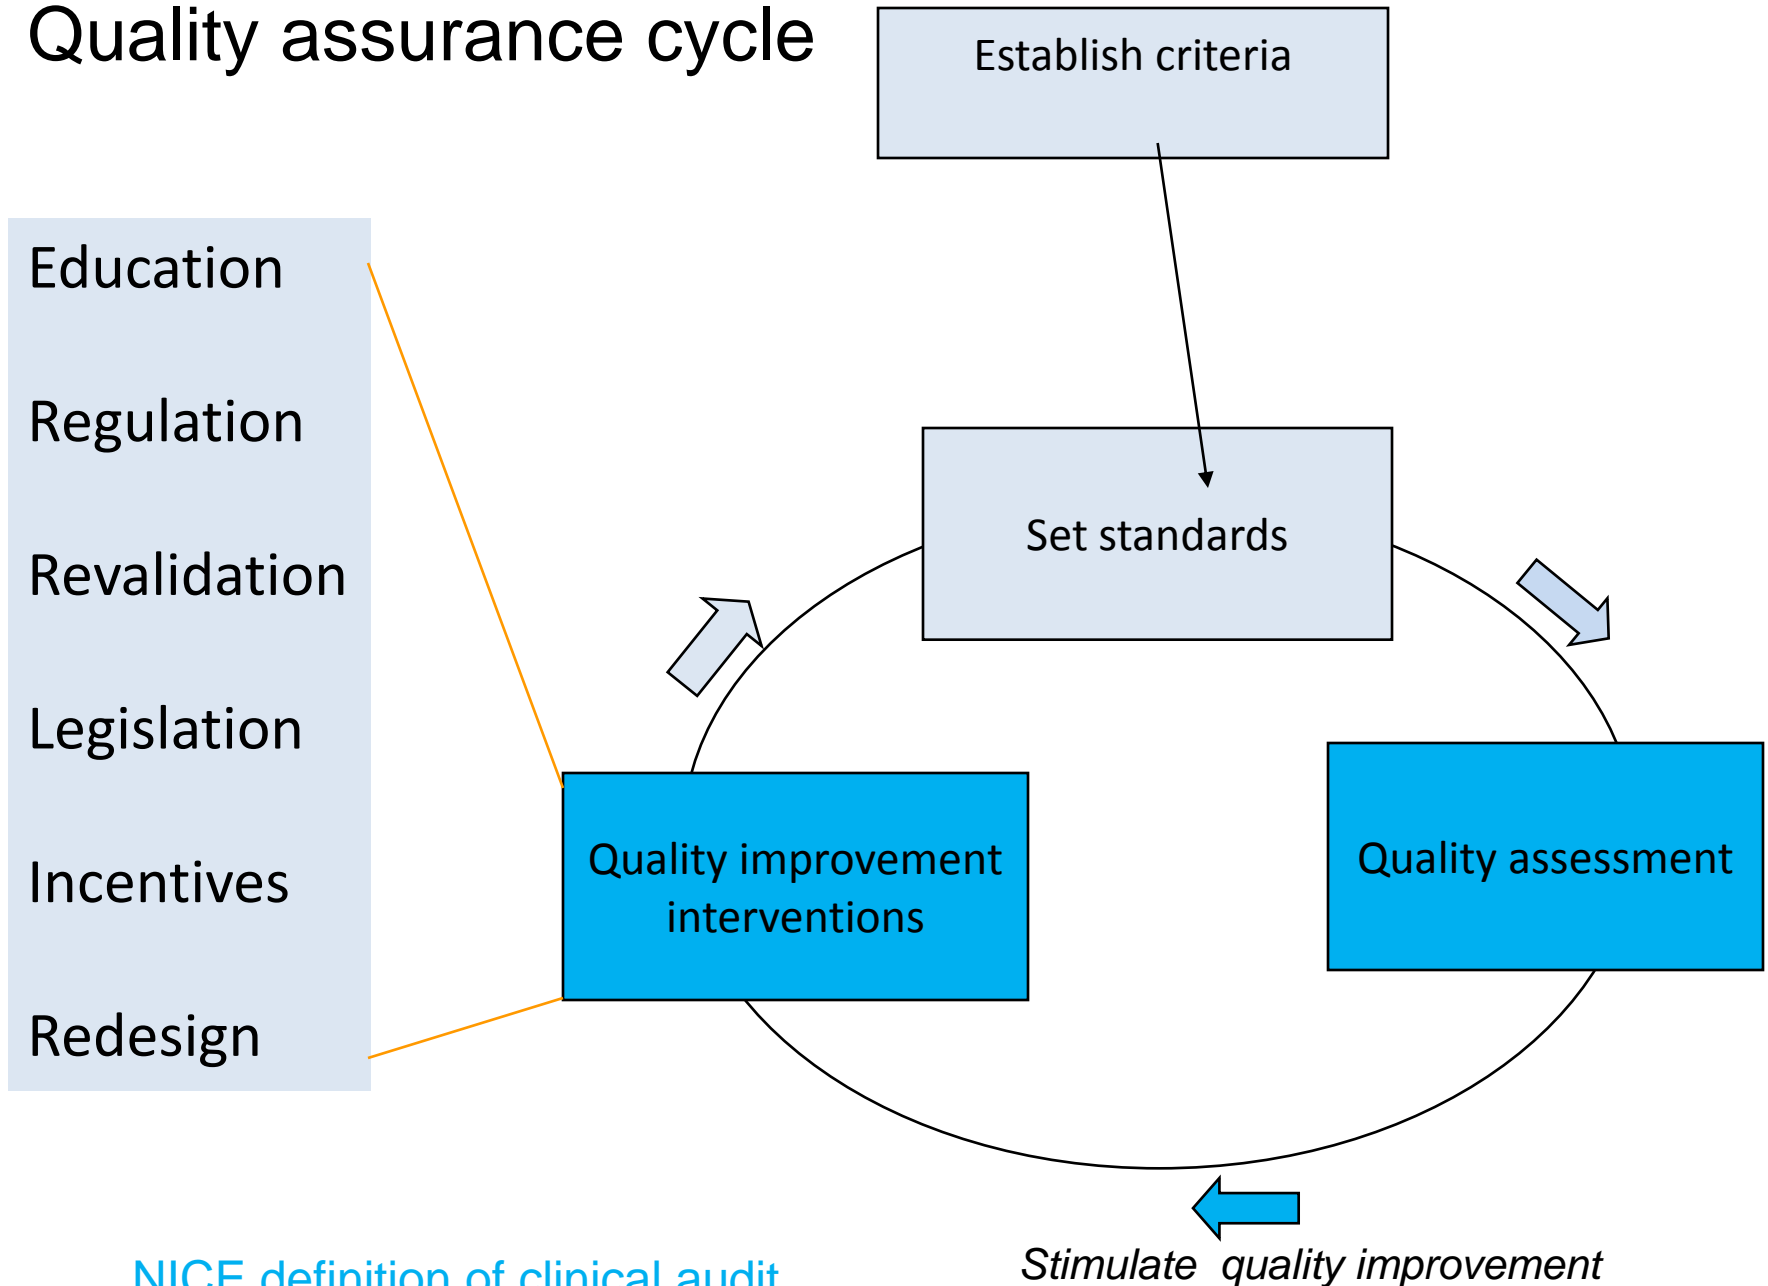 Quality assurance cycle
Establish criteria
Education
Regulation
Revalidation
Legislation
Incentives
Redesign
Set standards
Quality improvement
interventions
Quality assessment
Stimulate quality improvement
NICE definition of clinical audit